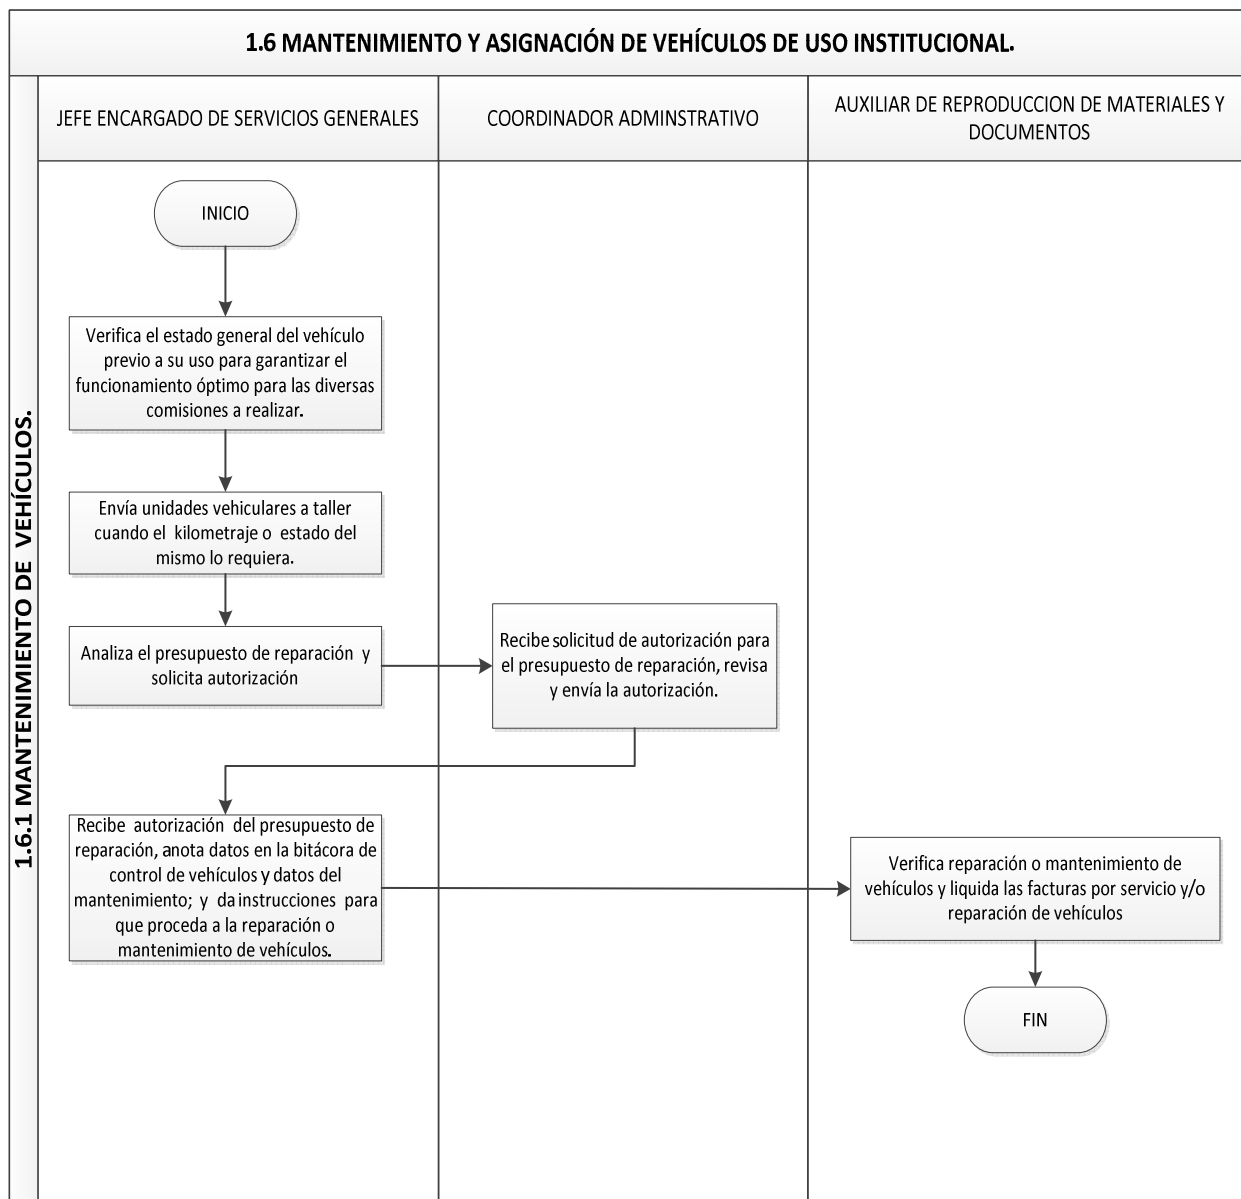 1.6 MANTENIMIENTO Y ASIGNACIÓN DE VEHÍCULOS DE USO INSTITUCIONAL.
1.6.1 MANTENIMIENTO DE VEHÍCULOS.
JEFE ENCARGADO DE SERVICIOS GENERALES
COORDINADOR ADMINSTRATIVO
AUXILIAR DE REPRODUCCION DE MATERIALES Y
DOCUMENTOS
INICIO
Verifica el estado general del vehículo
previo a su uso para garantizar el
funcionamiento óptimo para las diversas
comisiones a realizar.
Envía unidades vehiculares a taller
cuando el kilometraje o estado del
mismo lo requiera.
Analiza el presupuesto de reparación y
solicita autorización
Recibe solicitud de autorización para
el presupuesto de reparación, revisa
y envía la autorización.
Recibe autorización del presupuesto de
reparación, anota datos en la bitácora de
control de vehículos y datos del
mantenimiento; y da instrucciones para
que proceda a la reparación o
mantenimiento de vehículos.
Verifica reparación o mantenimiento de
vehículos y liquida las facturas por servicio y/o
reparación de vehículos
FIN